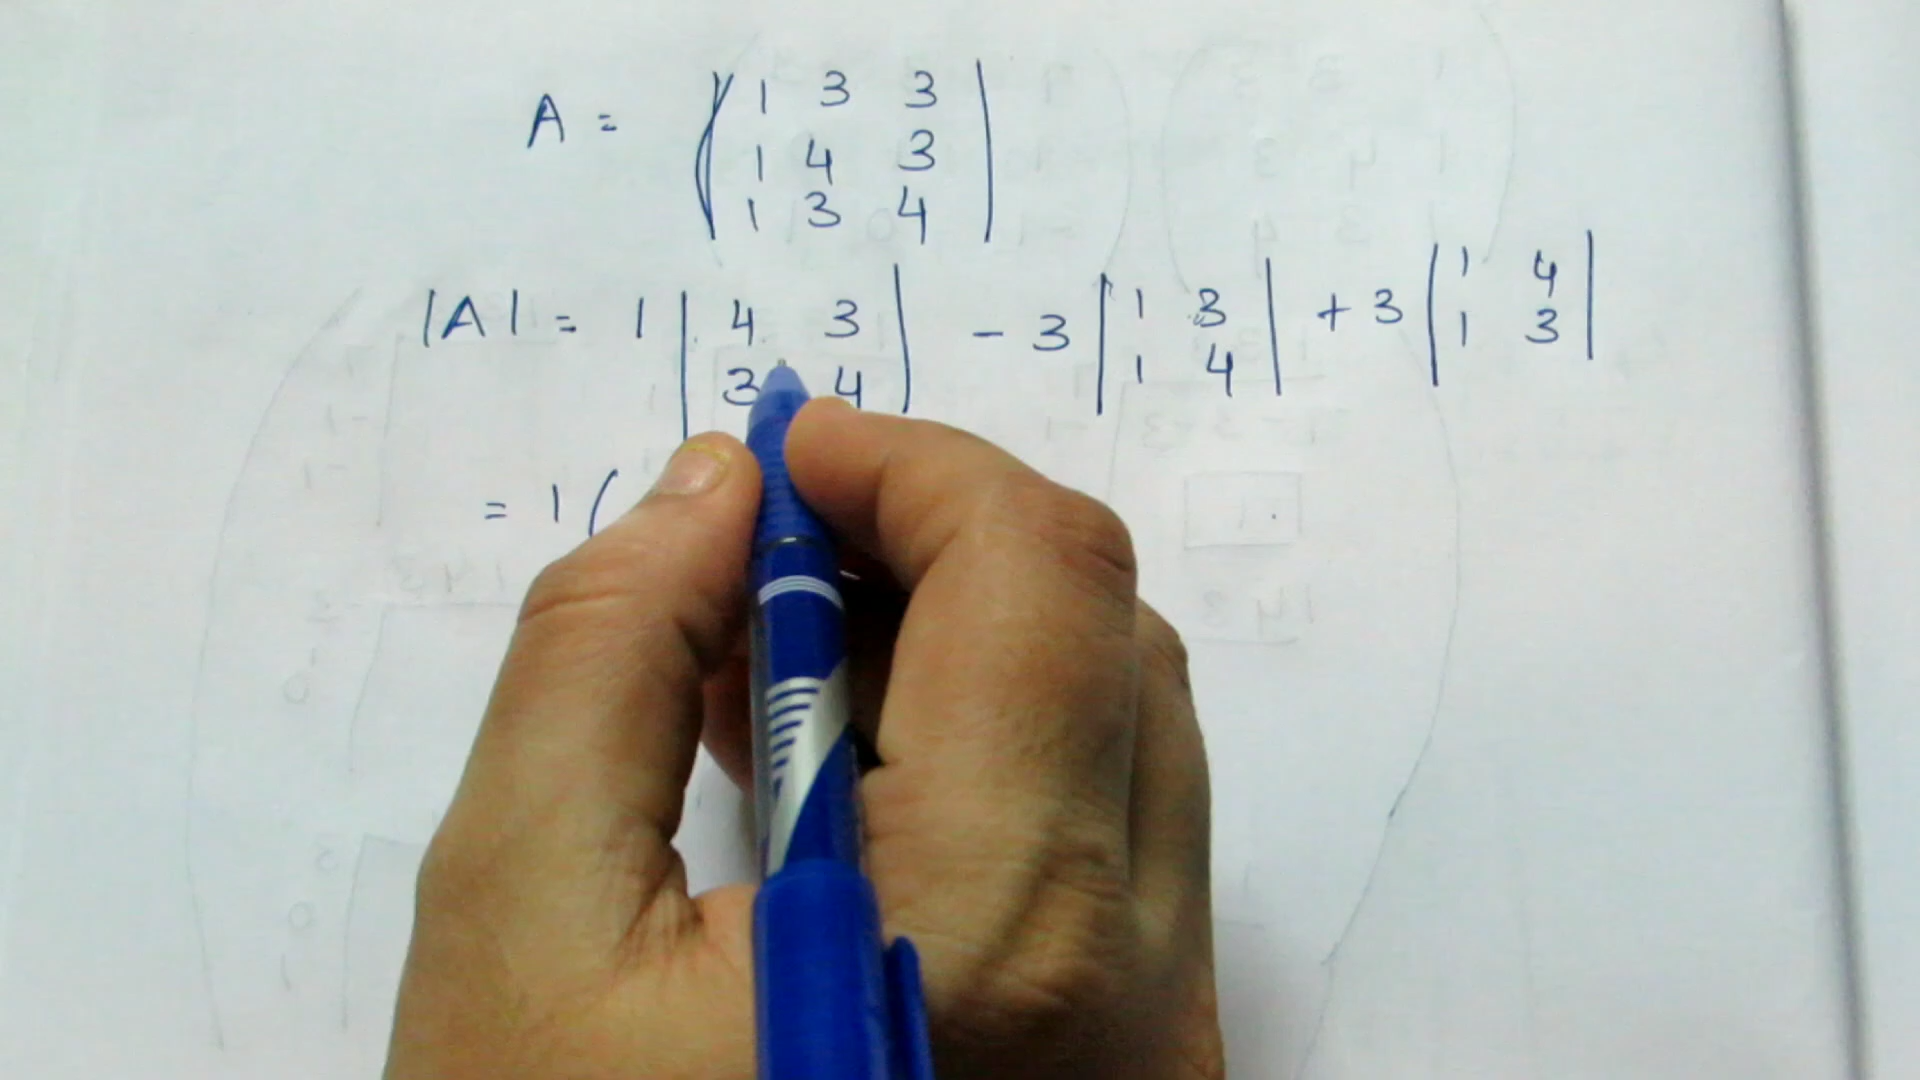 A = | 1 3 3 |
| 1 4 3 |
| 1 3 4 |
|A| = 1 | 4 3 | - 3 | 1 3 | + 3 | 1 4 |
| 3 4 | | 1 4 | | 1 3 |
= 1 (